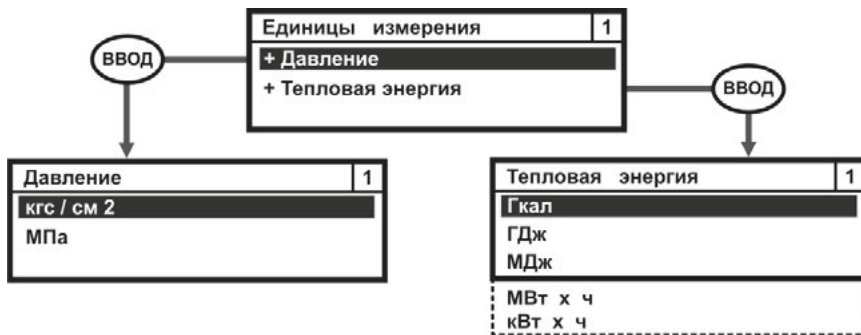 Единицы измерения 1
+ Давление
+ Тепловая энергия
ВВОД
ВВОД
Давление 1
кгс / см 2
МПа
Тепловая энергия 1
Гкал
ГДж
МДж
МВт х ч
кВт х ч